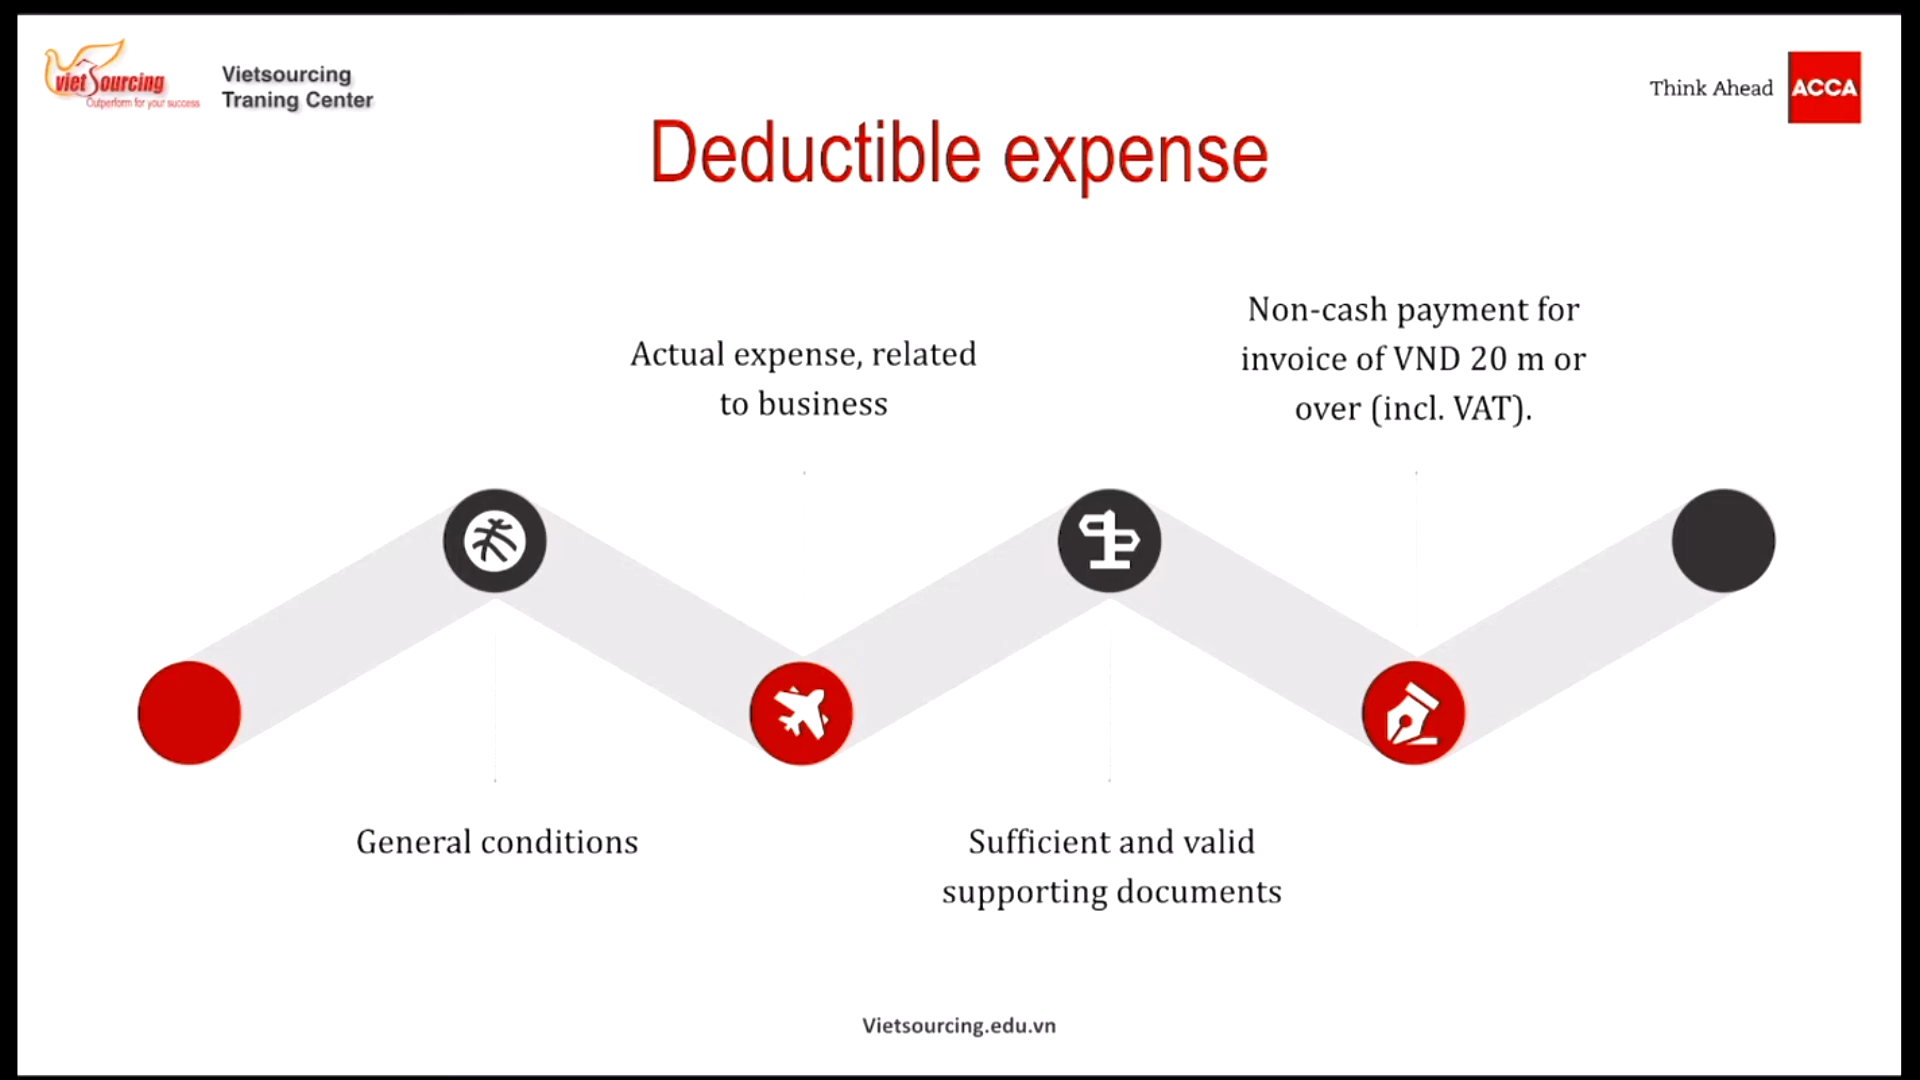 viet Sourcing
Outperform for your success
Vietsourcing
Traning Center
Think Ahead
ACCA
Deductible expense
Actual expense, related
to business
Non-cash payment for
invoice of VND 20 m or
over (incl. VAT).
General conditions
Sufficient and valid
supporting documents
Vietsourcing.edu.vn